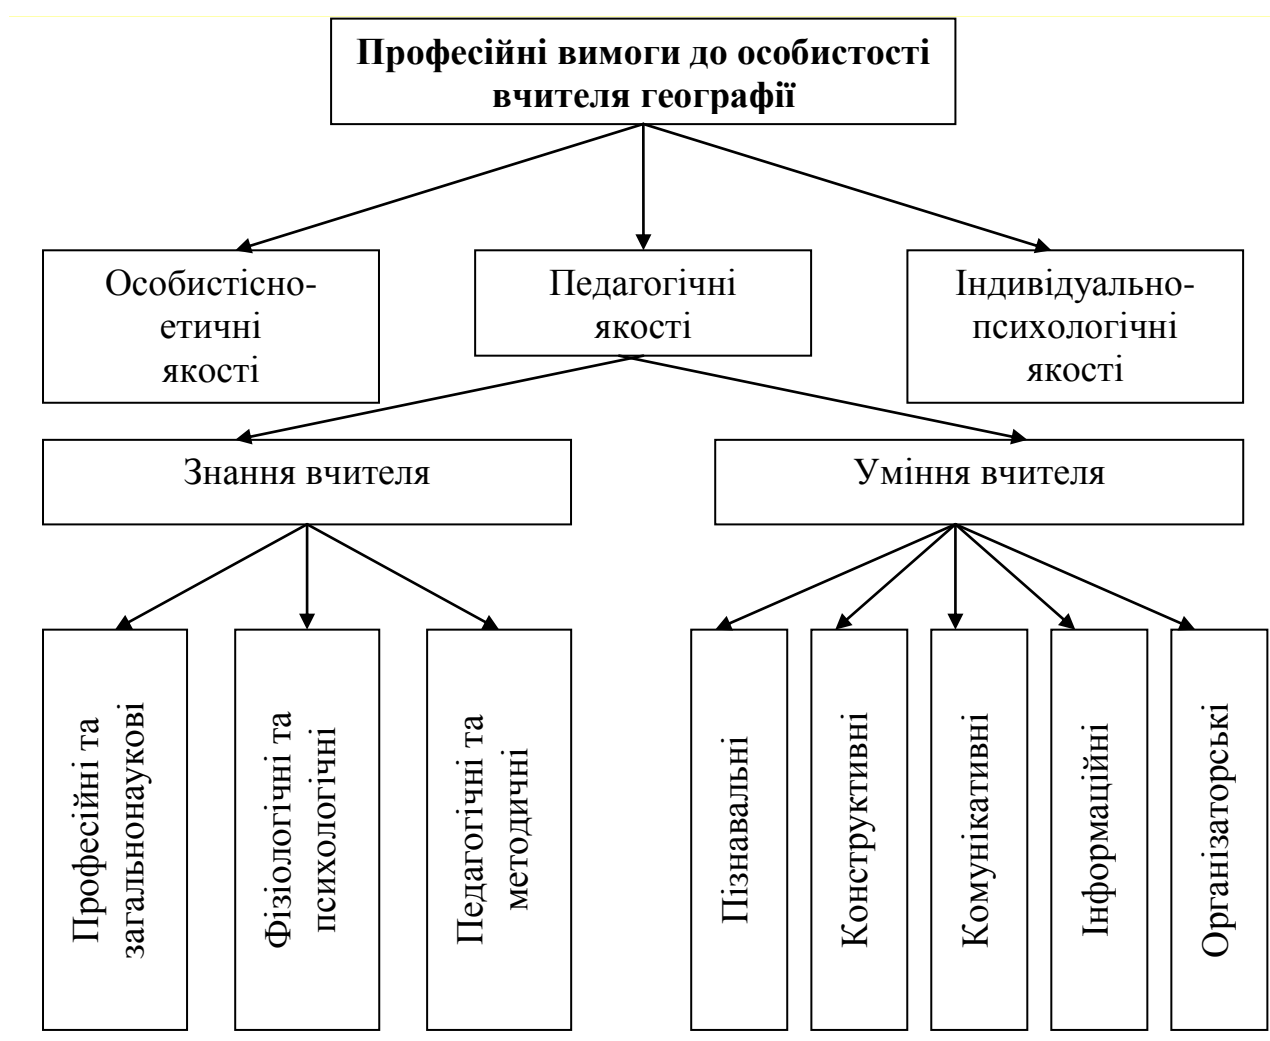 Професійні вимоги до особистості
вчителя географії
Особистісно-
етичні
якості
Педагогічні
якості
Індивідуально-
психологічні
якості
Знання вчителя
Уміння вчителя
Професійні та
загальнонаукові
Фізіологічні та
психологічні
Педагогічні та
методичні
Пізнавальні
Конструктивні
Комунікативні
Інформаційні
Організаторські